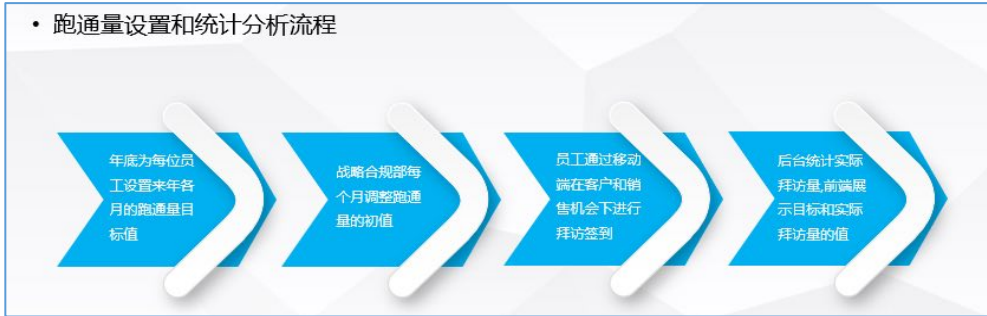 • 跑通量设置和统计分析流程
年底为每位员
工设置来年各
月的跑通量目
标值
战略合规部每
个月调整跑通
量的初值
员工通过移动
端在客户和销
售机会下进行
拜访签到
后台统计实际
拜访量,前端展
示目标和实际
拜访量的值